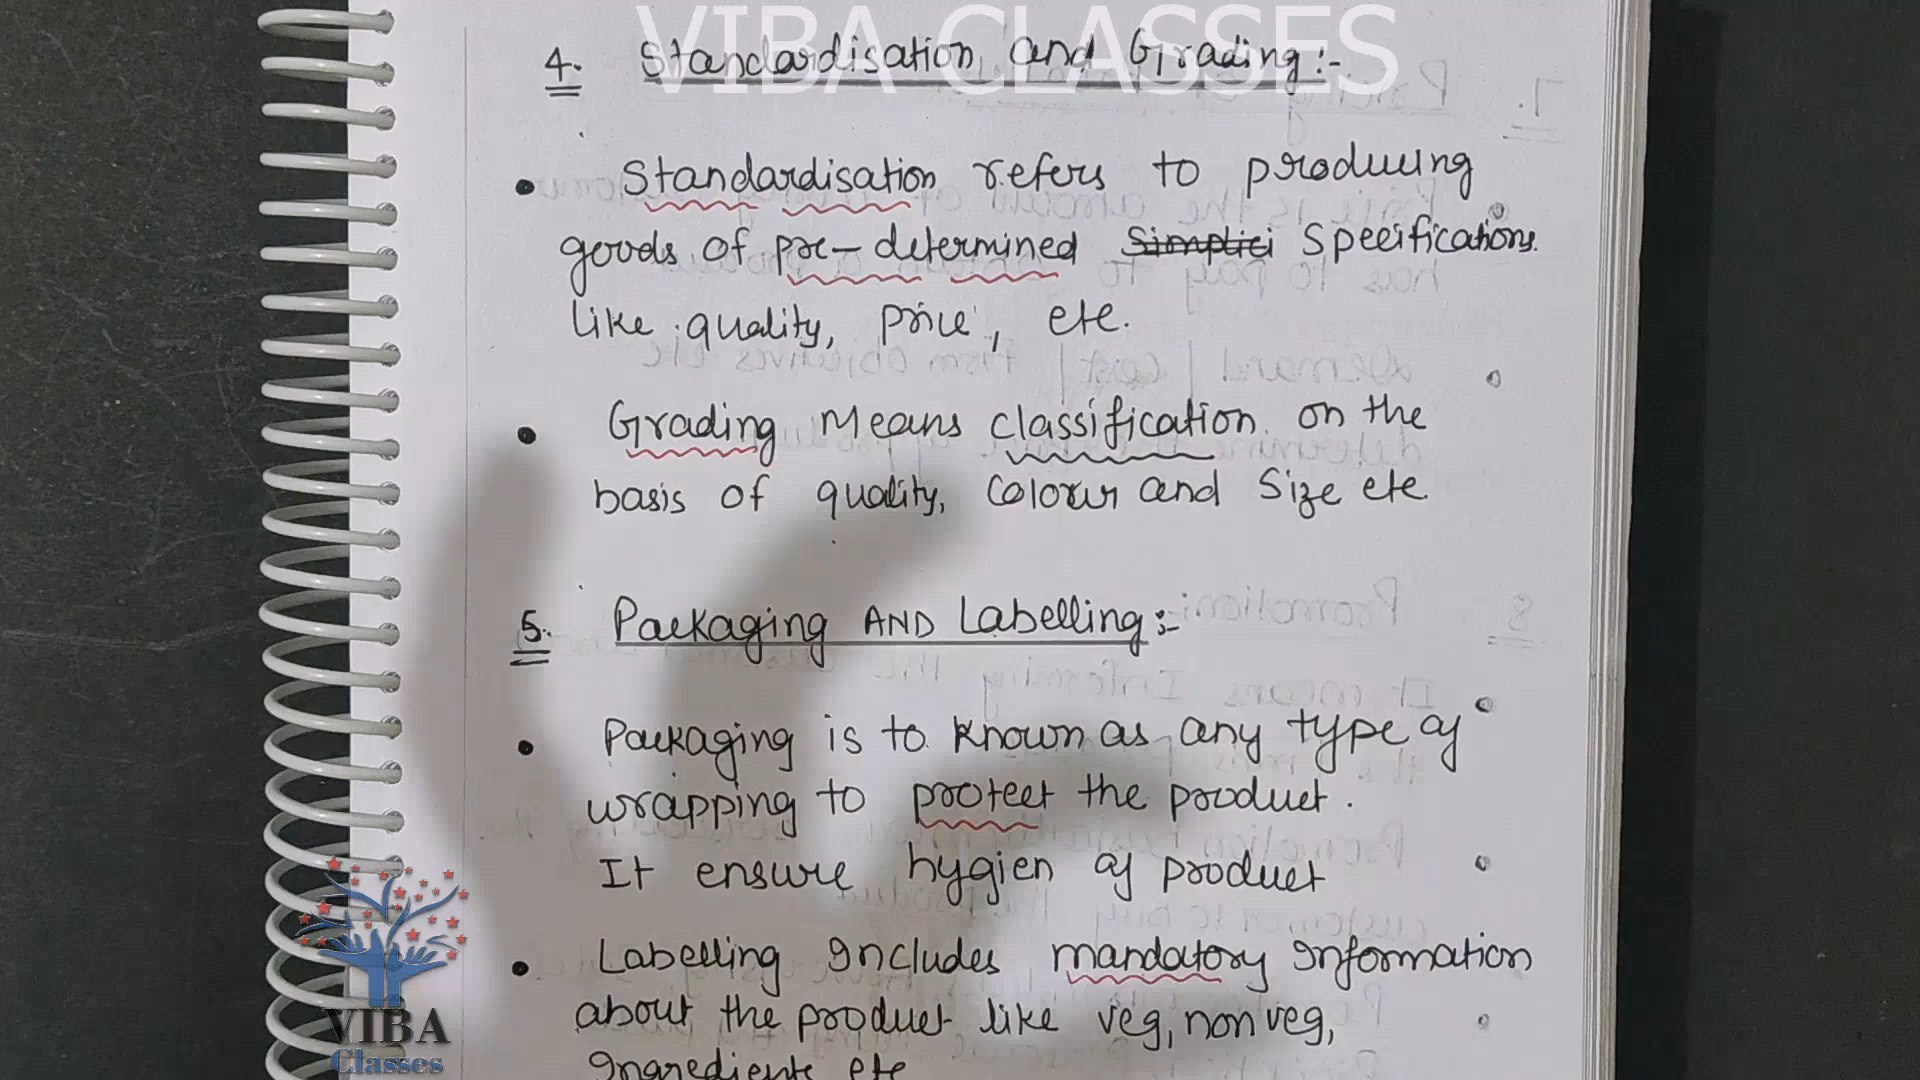 VIBA CLASSES
4. Standardisation and Grading :-
• Standardisation refers to producing
goods of pre-determined Simplici Specifications.
like quality, price, etc.
• Grading Means classification on the
basis of quality, Colour and Size etc.
5. Packaging AND Labelling :-
• Packaging is to known as any type of
wrapping to protect the product.
It ensure hygien of product
• Labelling Includes mandatory Information
about the product like veg, non veg,
Ingredients etc
VIBA
Classes